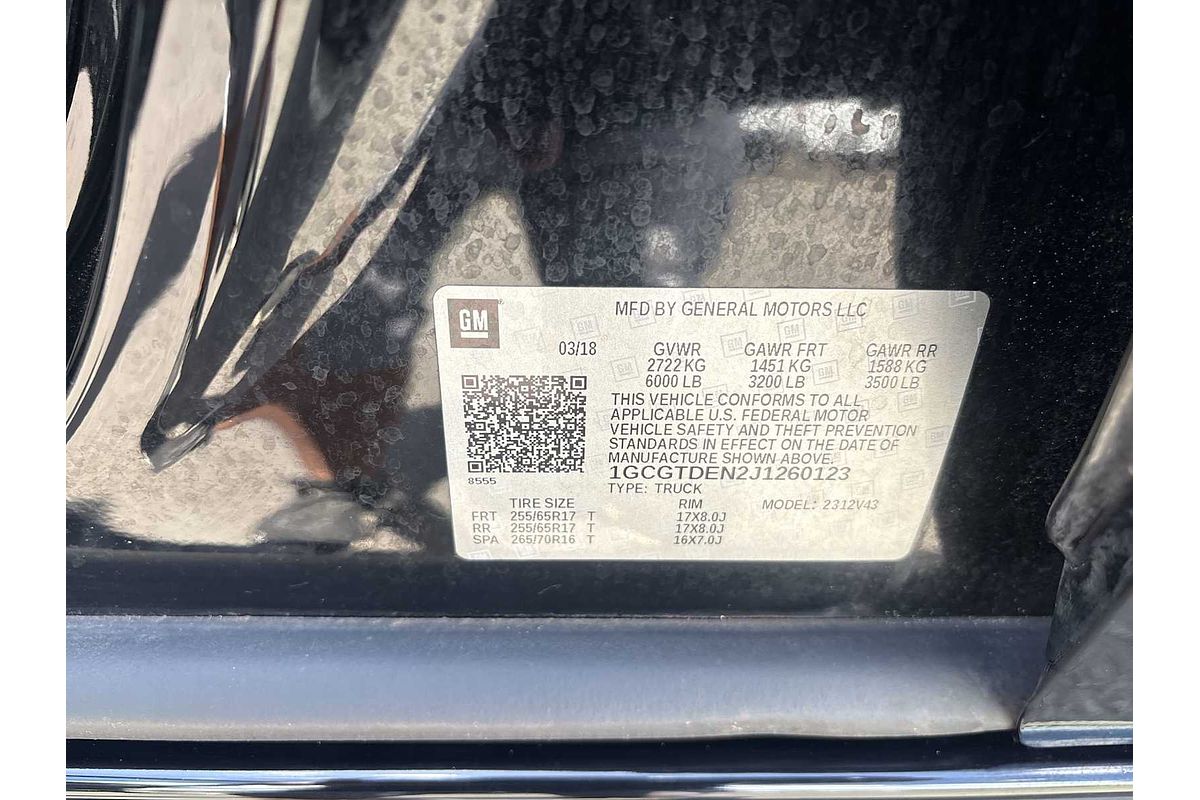 GM
MFD BY GENERAL MOTORS LLC
03/18 GVWR GAWR FRT GAWR RR
2722 KG 1451 KG 1588 KG
6000 LB 3200 LB 3500 LB
THIS VEHICLE CONFORMS TO ALL
APPLICABLE U.S. FEDERAL MOTOR
VEHICLE SAFETY AND THEFT PREVENTION
STANDARDS IN EFFECT ON THE DATE OF
MANUFACTURE SHOWN ABOVE.
1GCGTDEN2J1260123
8555
TYPE: TRUCK
TIRE SIZE RIM MODEL: 2312V43
FRT 255/65R17 T 17X8.0J
RR 255/65R17 T 17X8.0J
SPA 265/70R16 T 16X7.0J